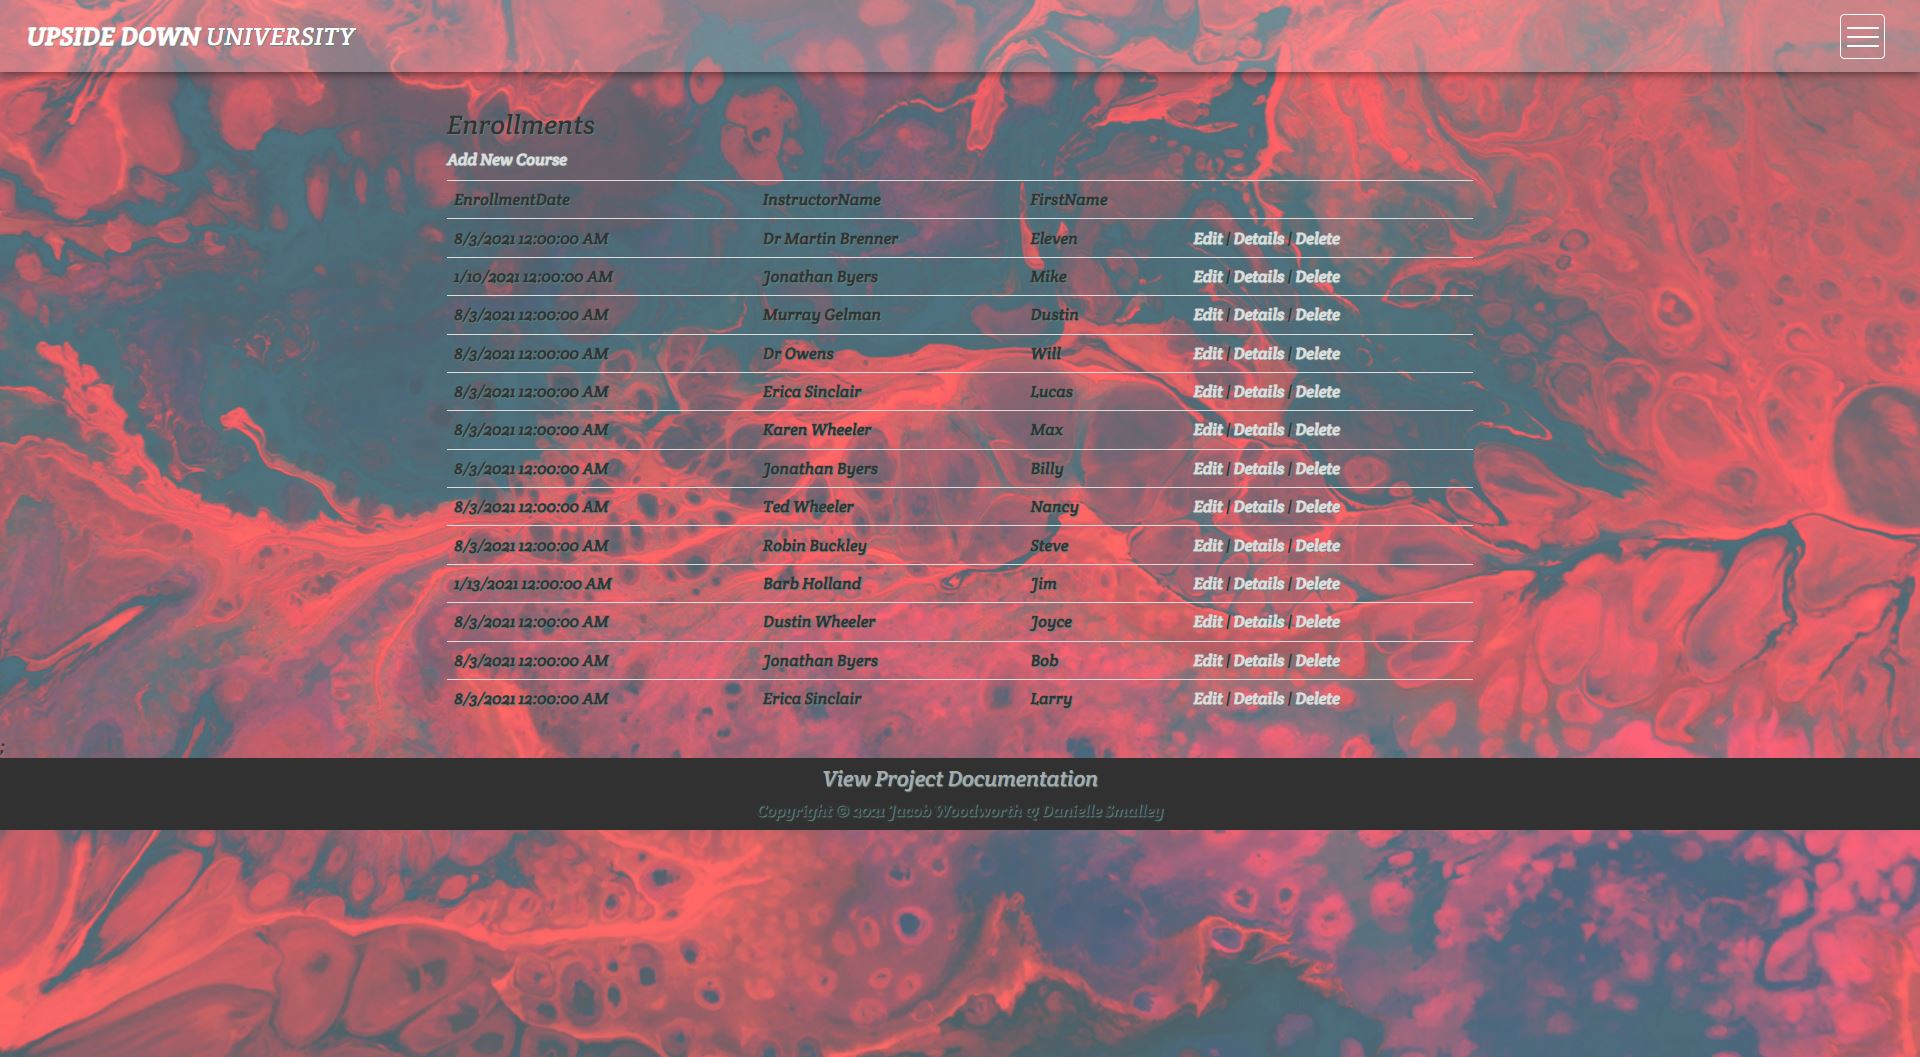 UPSIDE DOWN UNIVERSITY
Enrollments
Add New Course
EnrollmentDate InstructorName FirstName
8/3/2021 12:00:00 AM Dr Martin Brenner Eleven Edit | Details | Delete
1/10/2021 12:00:00 AM Jonathan Byers Mike Edit | Details | Delete
8/3/2021 12:00:00 AM Murray Gelman Dustin Edit | Details | Delete
8/3/2021 12:00:00 AM Dr Owens Will Edit | Details | Delete
8/3/2021 12:00:00 AM Erica Sinclair Lucas Edit | Details | Delete
8/3/2021 12:00:00 AM Karen Wheeler Max Edit | Details | Delete
8/3/2021 12:00:00 AM Jonathan Byers Billy Edit | Details | Delete
8/3/2021 12:00:00 AM Ted Wheeler Nancy Edit | Details | Delete
8/3/2021 12:00:00 AM Robin Buckley Steve Edit | Details | Delete
1/13/2021 12:00:00 AM Barb Holland Jim Edit | Details | Delete
8/3/2021 12:00:00 AM Dustin Wheeler Joyce Edit | Details | Delete
8/3/2021 12:00:00 AM Jonathan Byers Bob Edit | Details | Delete
8/3/2021 12:00:00 AM Erica Sinclair Larry Edit | Details | Delete
;
View Project Documentation
Copyright © 2021 Jacob Woodworth & Danielle Smalley